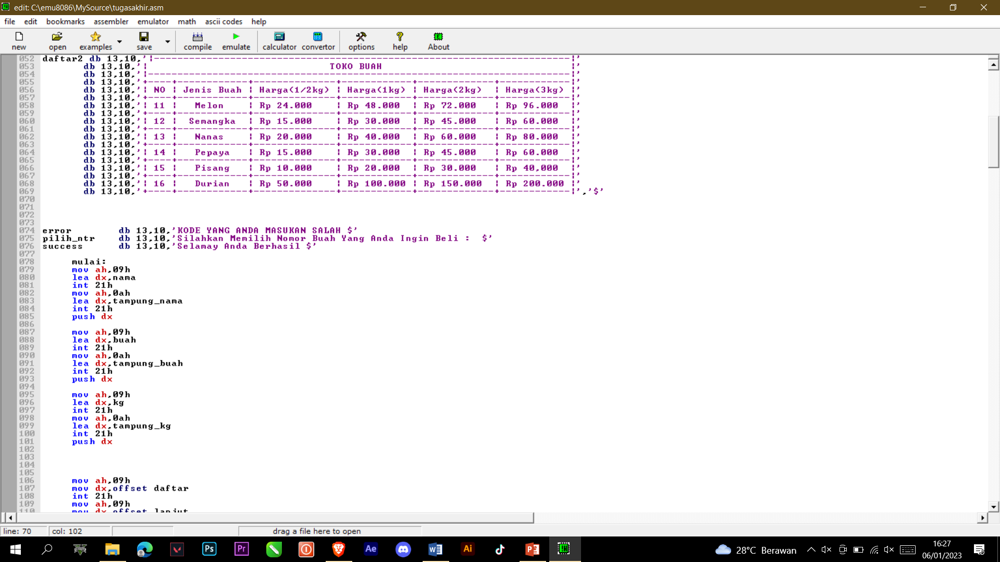 edit: C:\emu8086\MySource\tugasakhir.asm
file edit bookmarks assembler emulator math ascii codes help
new open examples save compile emulate calculator convertor options help About
052 daftar2 db 13,10,'¦------------------------------------------------------------------------¦'
053 db 13,10,'¦ TOKO BUAH ¦'
054 db 13,10,'¦------------------------------------------------------------------------¦'
055 db 13,10,'+----+------------+--------------+------------+-------------+------------¦'
056 db 13,10,'¦ NO ¦ Jenis Buah ¦ Harga(1/2kg) ¦ Harga(1kg) ¦ Harga(2kg) ¦ Harga(3kg) ¦'
057 db 13,10,'+----+------------+--------------+------------+-------------+------------¦'
058 db 13,10,'¦ 11 ¦ Melon ¦ Rp 24.000 ¦ Rp 48.000 ¦ Rp 72.000 ¦ Rp 96.000 ¦'
059 db 13,10,'+----+------------+--------------+------------+-------------+------------¦'
060 db 13,10,'¦ 12 ¦ Semangka ¦ Rp 15.000 ¦ Rp 30.000 ¦ Rp 45.000 ¦ Rp 60.000 ¦'
061 db 13,10,'+----+------------+--------------+------------+-------------+------------¦'
062 db 13,10,'¦ 13 ¦ Nanas ¦ Rp 20.000 ¦ Rp 40.000 ¦ Rp 60.000 ¦ Rp 80.000 ¦'
063 db 13,10,'+----+------------+--------------+------------+-------------+------------¦'
064 db 13,10,'¦ 14 ¦ Pepaya ¦ Rp 15.000 ¦ Rp 30.000 ¦ Rp 45.000 ¦ Rp 60.000 ¦'
065 db 13,10,'+----+------------+--------------+------------+-------------+------------¦'
066 db 13,10,'¦ 15 ¦ Pisang ¦ Rp 10.000 ¦ Rp 20.000 ¦ Rp 30.000 ¦ Rp 40,000 ¦'
067 db 13,10,'+----+------------+--------------+------------+-------------+------------¦'
068 db 13,10,'¦ 16 ¦ Durian ¦ Rp 50.000 ¦ Rp 100.000 ¦ Rp 150.000 ¦ Rp 200.000 ¦'
069 db 13,10,'+----+------------+--------------+------------+-------------+------------¦','$'
070
071
072
073
074 error db 13,10,'KODE YANG ANDA MASUKAN SALAH $'
075 pilih_ntr db 13,10,'Silahkan Memilih Nomor Buah Yang Anda Ingin Beli : $'
076 success db 13,10,'Selamay Anda Berhasil $'
077
078 mulai:
079 mov ah,09h
080 lea dx,nama
081 int 21h
082 mov ah,0ah
083 lea dx,tampung_nama
084 int 21h
085 push dx
086
087 mov ah,09h
088 lea dx,buah
089 int 21h
090 mov ah,0ah
091 lea dx,tampung_buah
092 int 21h
093 push dx
094
095 mov ah,09h
096 lea dx,kg
097 int 21h
098 mov ah,0ah
099 lea dx,tampung_kg
100 int 21h
101 push dx
102
103
104
105
106 mov ah,09h
107 mov dx,offset daftar
108 int 21h
109 mov ah,09h
110 mov dx,offset lanjut
line: 70 col: 102 drag a file here to open
Ps Pr Ae Ai
28°C Berawan
16:27
06/01/2023